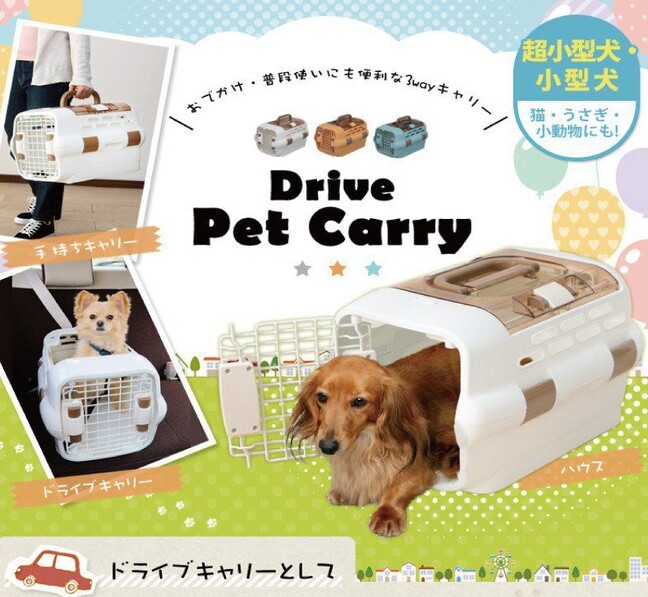 超小型犬・
小型犬
猫・うさぎ・
小動物にも!
おでかけ・普段使いにも便利な3wayキャリー
Drive
Pet Carry
手持ちキャリー
ドライブキャリー
ハウス
ドライブキャリーとして